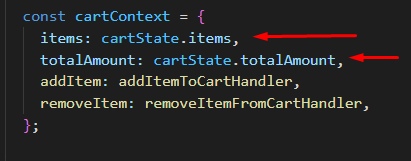 const cartContext = {
items: cartState.items,
totalAmount: cartState.totalAmount,
addItem: addItemToCartHandler,
removeItem: removeItemFromCartHandler,
};